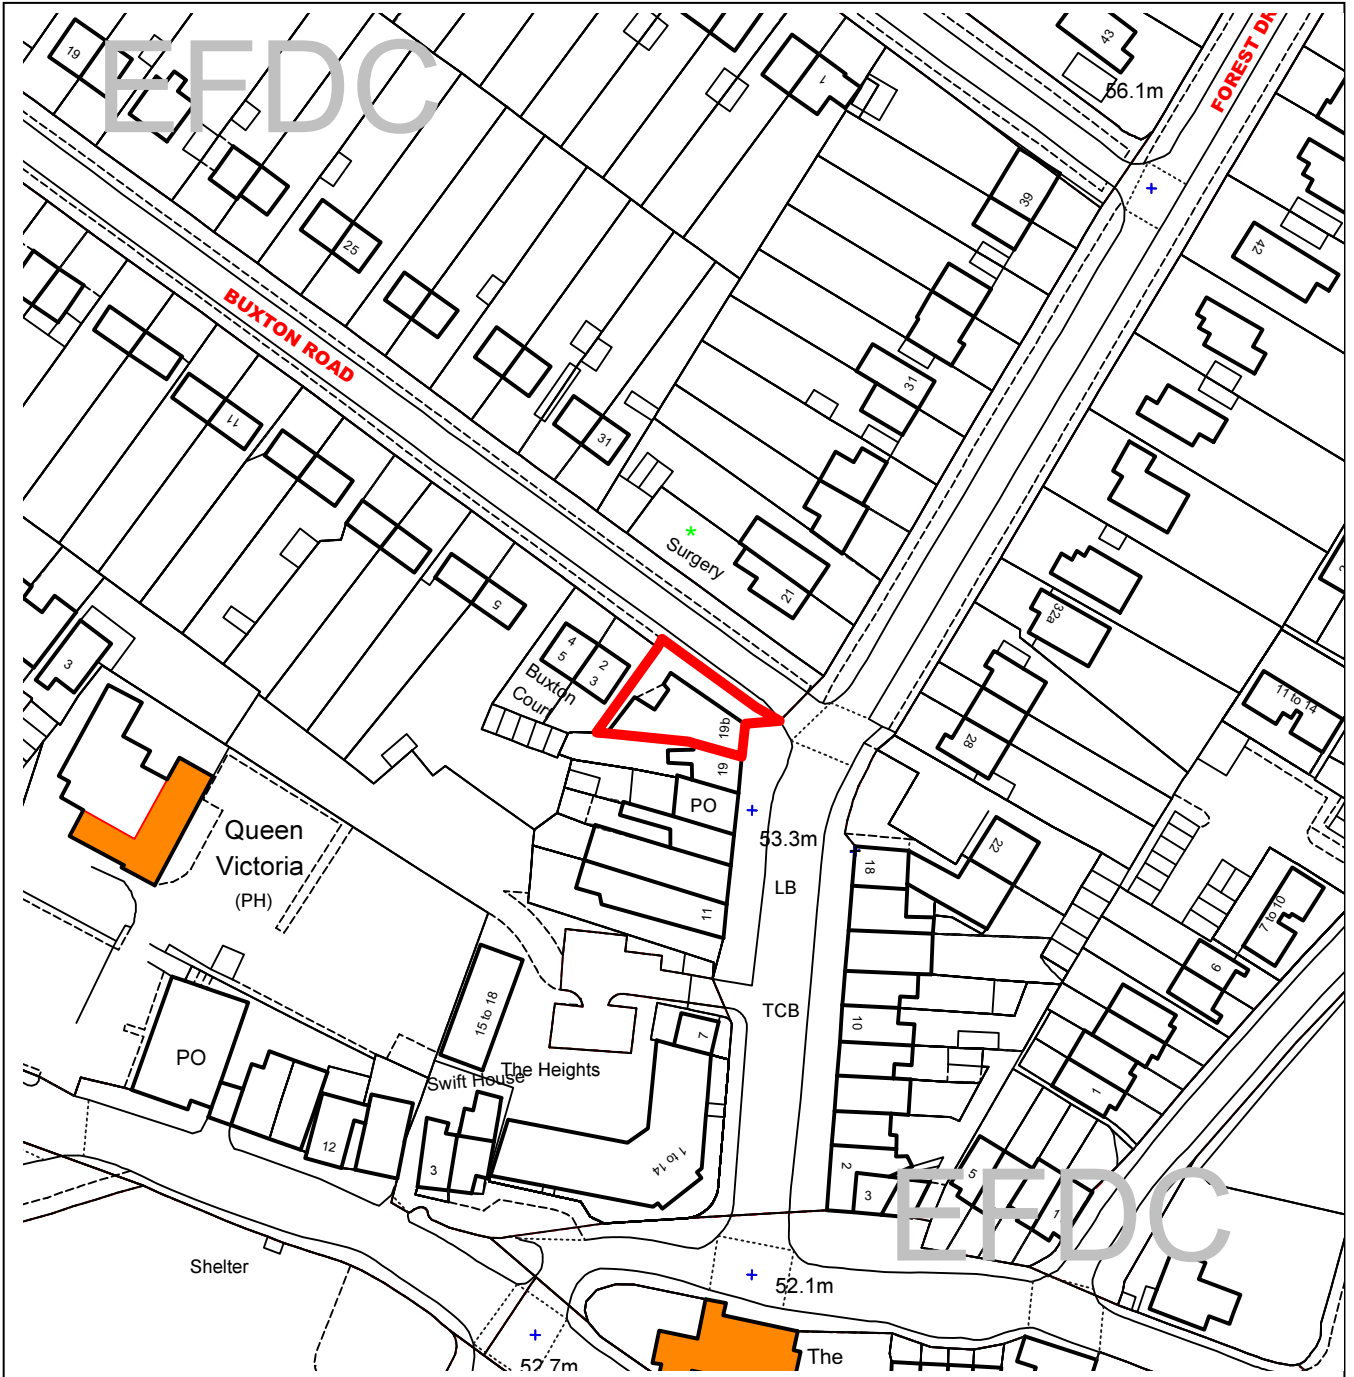 EFDC
19
1
43
56.1m
FOREST DR
39
42
25
BUXTON ROAD
31
11
31
Surgery
21
5
32a
4
5
2
3
Buxton
Court
3
11 to 14
19b
19
28
PO
53.3m
Queen
Victoria
(PH)
22
18
LB
11
7 to 10
6
15 to 18
TCB
10
7
PO
The Heights
Swift House
1
12
3
1 to 14
2
3
5
1
EFDC
Shelter
52.1m
52.7m
The